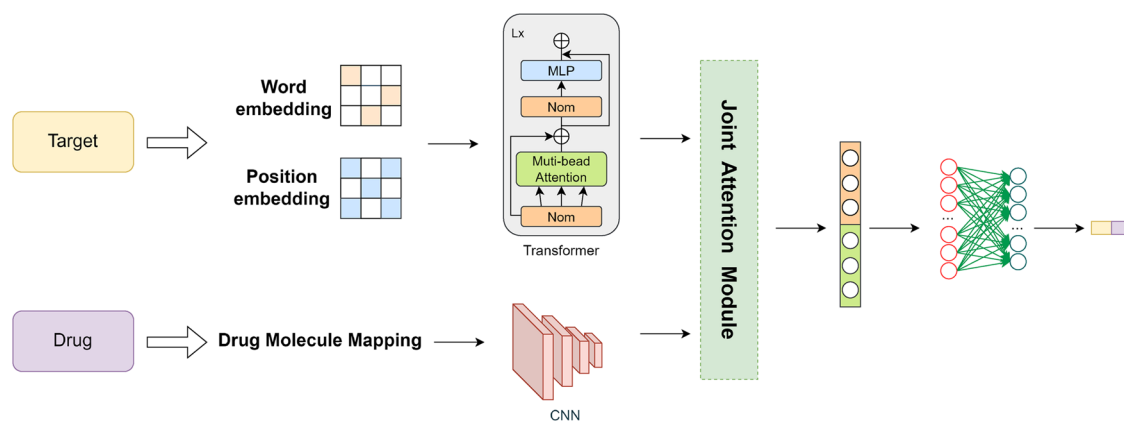 Target
Word
embedding
Position
embedding
Lx
MLP
Nom
Muti-bead
Attention
Nom
Transformer
Drug
Drug Molecule Mapping
CNN
Joint Attention Module
...
...